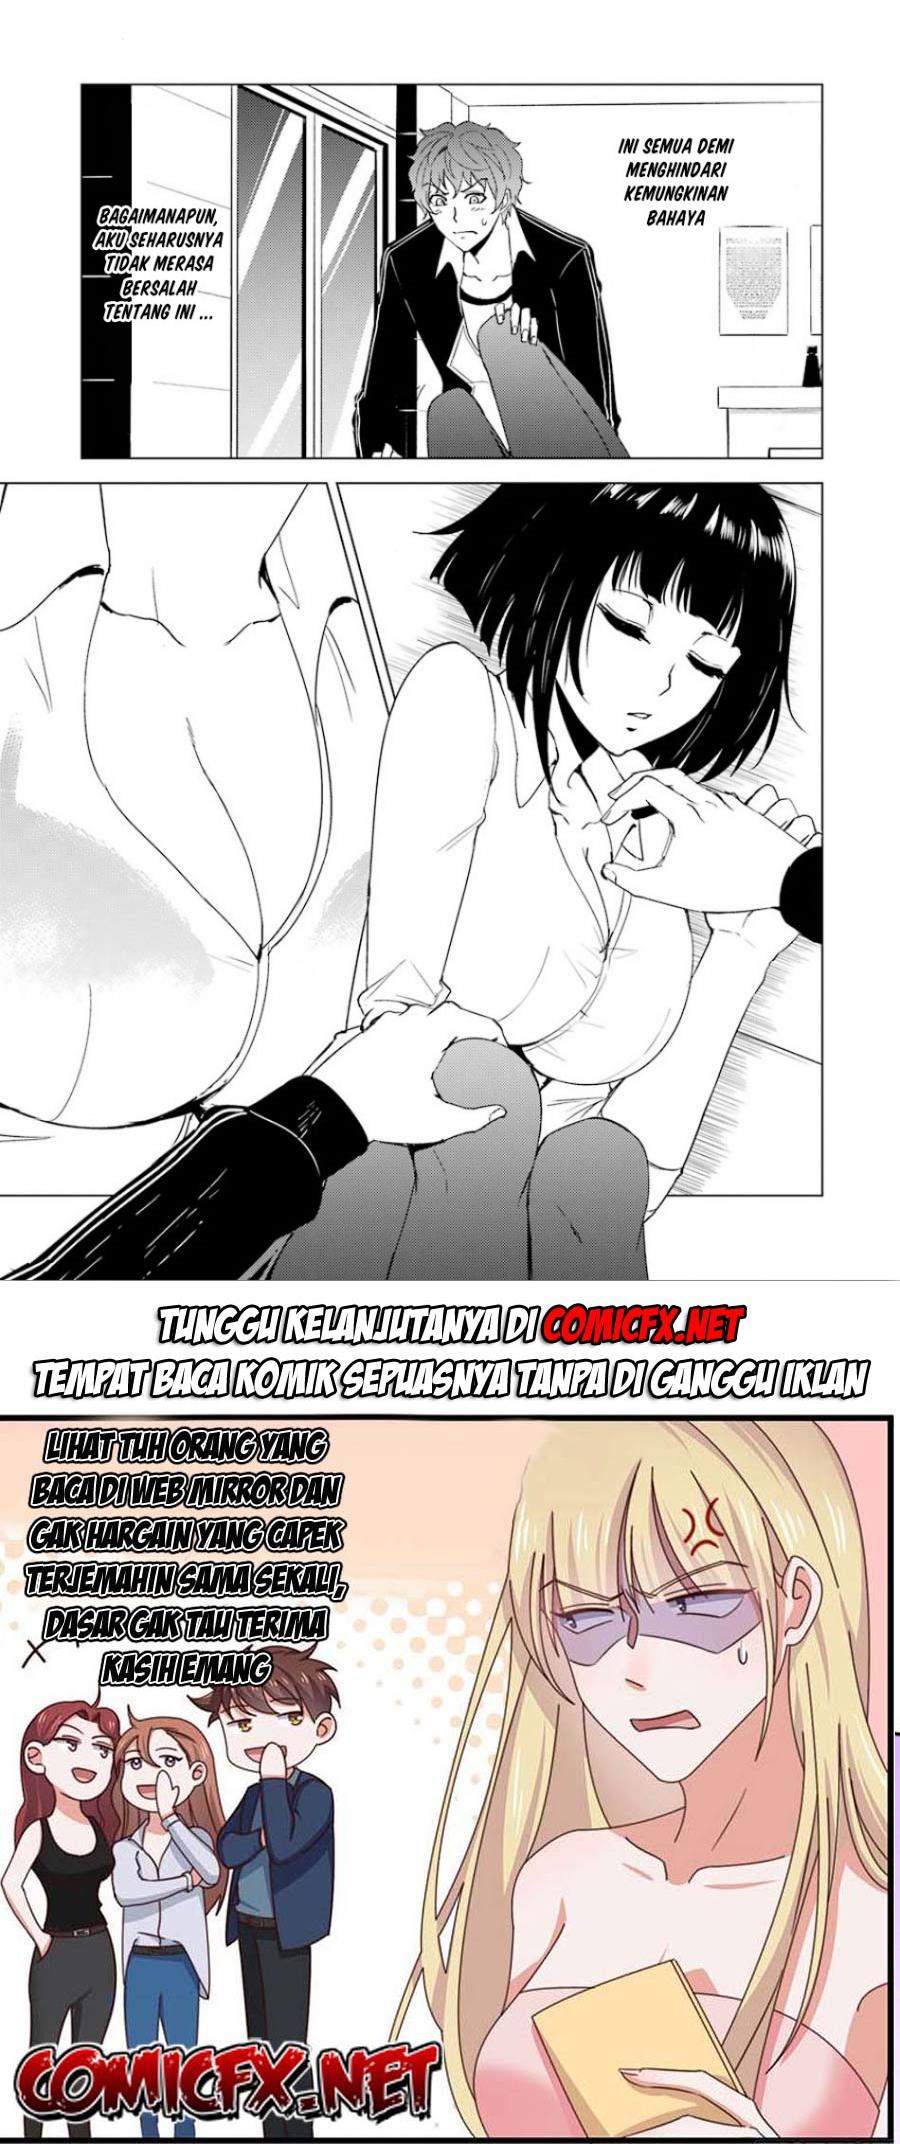 INI SEMUA DEMI
MENGHINDARI
KEMUNGKINAN
BAHAYA
BAGAIMANAPUN,
AKU SEHARUSNYA
TIDAK MERASA
BERSALAH
TENTANG INI ...
TUNGGU KELANJUTANYA DI COMICFX.NET
TEMPAT BACA KOMIK SEPUASNYA TANPA DI GANGGU IKLAN
LIHAT TUH ORANG YANG
BACA DI WEB MIRROR DAN
GAK HARGAIN YANG CAPEK
TERJEMAHIN SAMA SEKALI,
DASAR GAK TAU TERIMA
KASIH EMANG
COMICFX.NET